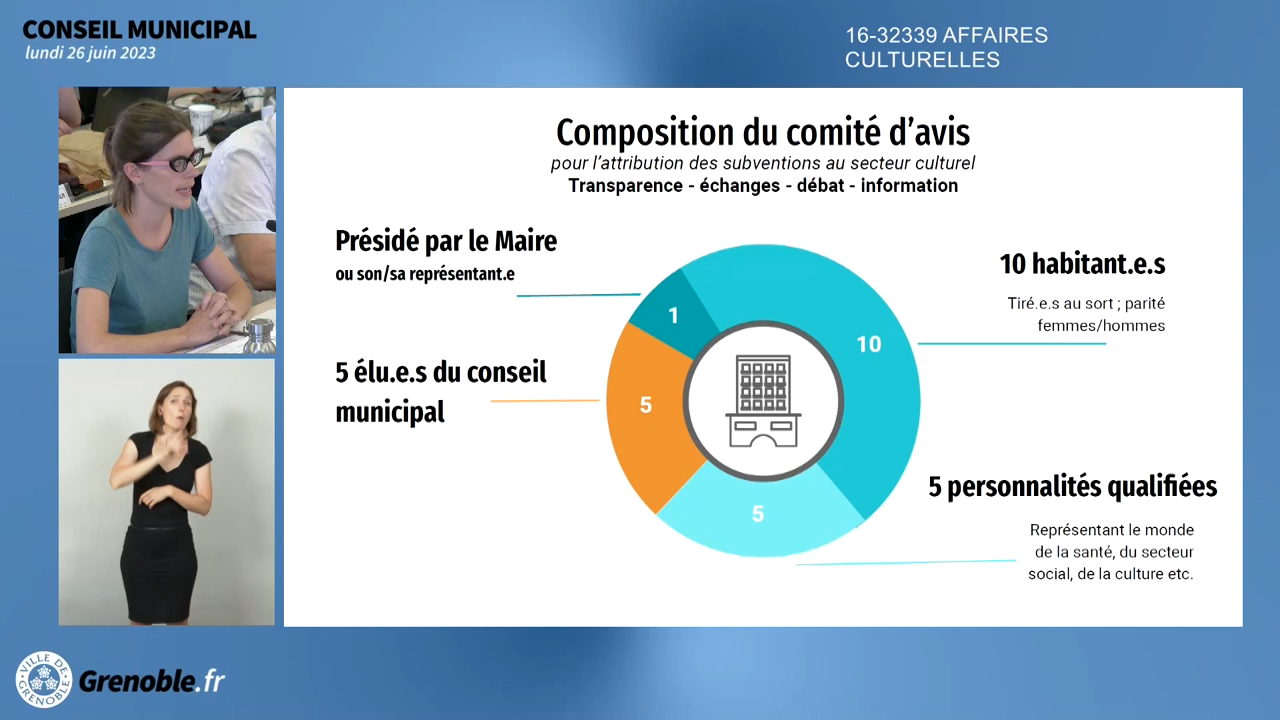 CONSEIL MUNICIPAL
lundi 26 juin 2023
16-32339 AFFAIRES
CULTURELLES
Composition du comité d'avis
pour l'attribution des subventions au secteur culturel
Transparence - échanges - débat - information
Présidé par le Maire
ou son/sa représentant.e
10 habitant.e.s
Tiré.e.s au sort ; parité
femmes/hommes
1
10
5 élu.e.s du conseil
municipal
5
5 personnalités qualifiées
5
Représentant le monde
de la santé, du secteur
social, de la culture etc.
VILLE DE GRENOBLE
Grenoble.fr